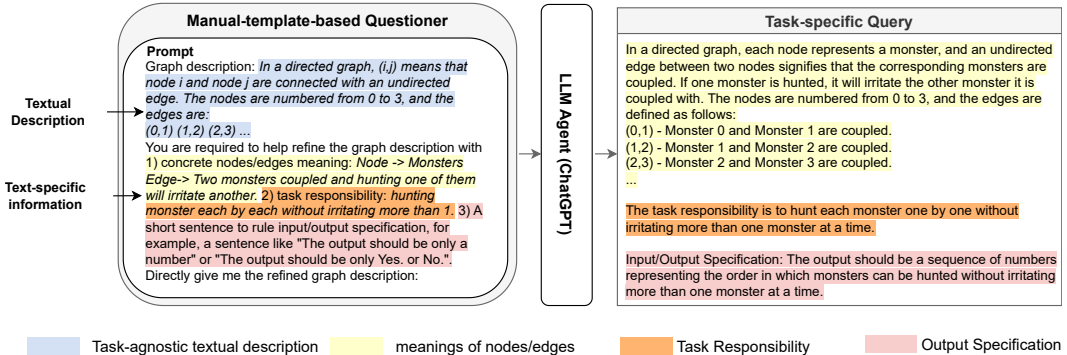 Manual-template-based Questioner
Prompt
Graph description: In a directed graph, (i,j) means that
node i and node j are connected with an undirected
edge. The nodes are numbered from 0 to 3, and the
edges are:
(0,1) (1,2) (2,3) ...
You are required to help refine the graph description with
1) concrete nodes/edges meaning: Node -> Monsters
Edge-> Two monsters coupled and hunting one of them
will irritate another. 2) task responsibility: hunting
monster each by each without irritating more than 1. 3) A
short sentence to rule input/output specification, for
example, a sentence like "The output should be only a
number" or "The output should be only Yes. or No.".
Directly give me the refined graph description:
Textual
Description
Text-specific
information
LLM Agent (ChatGPT)
Task-specific Query
In a directed graph, each node represents a monster, and an undirected
edge between two nodes signifies that the corresponding monsters are
coupled. If one monster is hunted, it will irritate the other monster it is
coupled with. The nodes are numbered from 0 to 3, and the edges are
defined as follows:
(0,1) - Monster 0 and Monster 1 are coupled.
(1,2) - Monster 1 and Monster 2 are coupled.
(2,3) - Monster 2 and Monster 3 are coupled.
...
The task responsibility is to hunt each monster one by one without
irritating more than one monster at a time.
Input/Output Specification: The output should be a sequence of numbers
representing the order in which monsters can be hunted without irritating
more than one monster at a time.
Task-agnostic textual description
meanings of nodes/edges
Task Responsibility
Output Specification